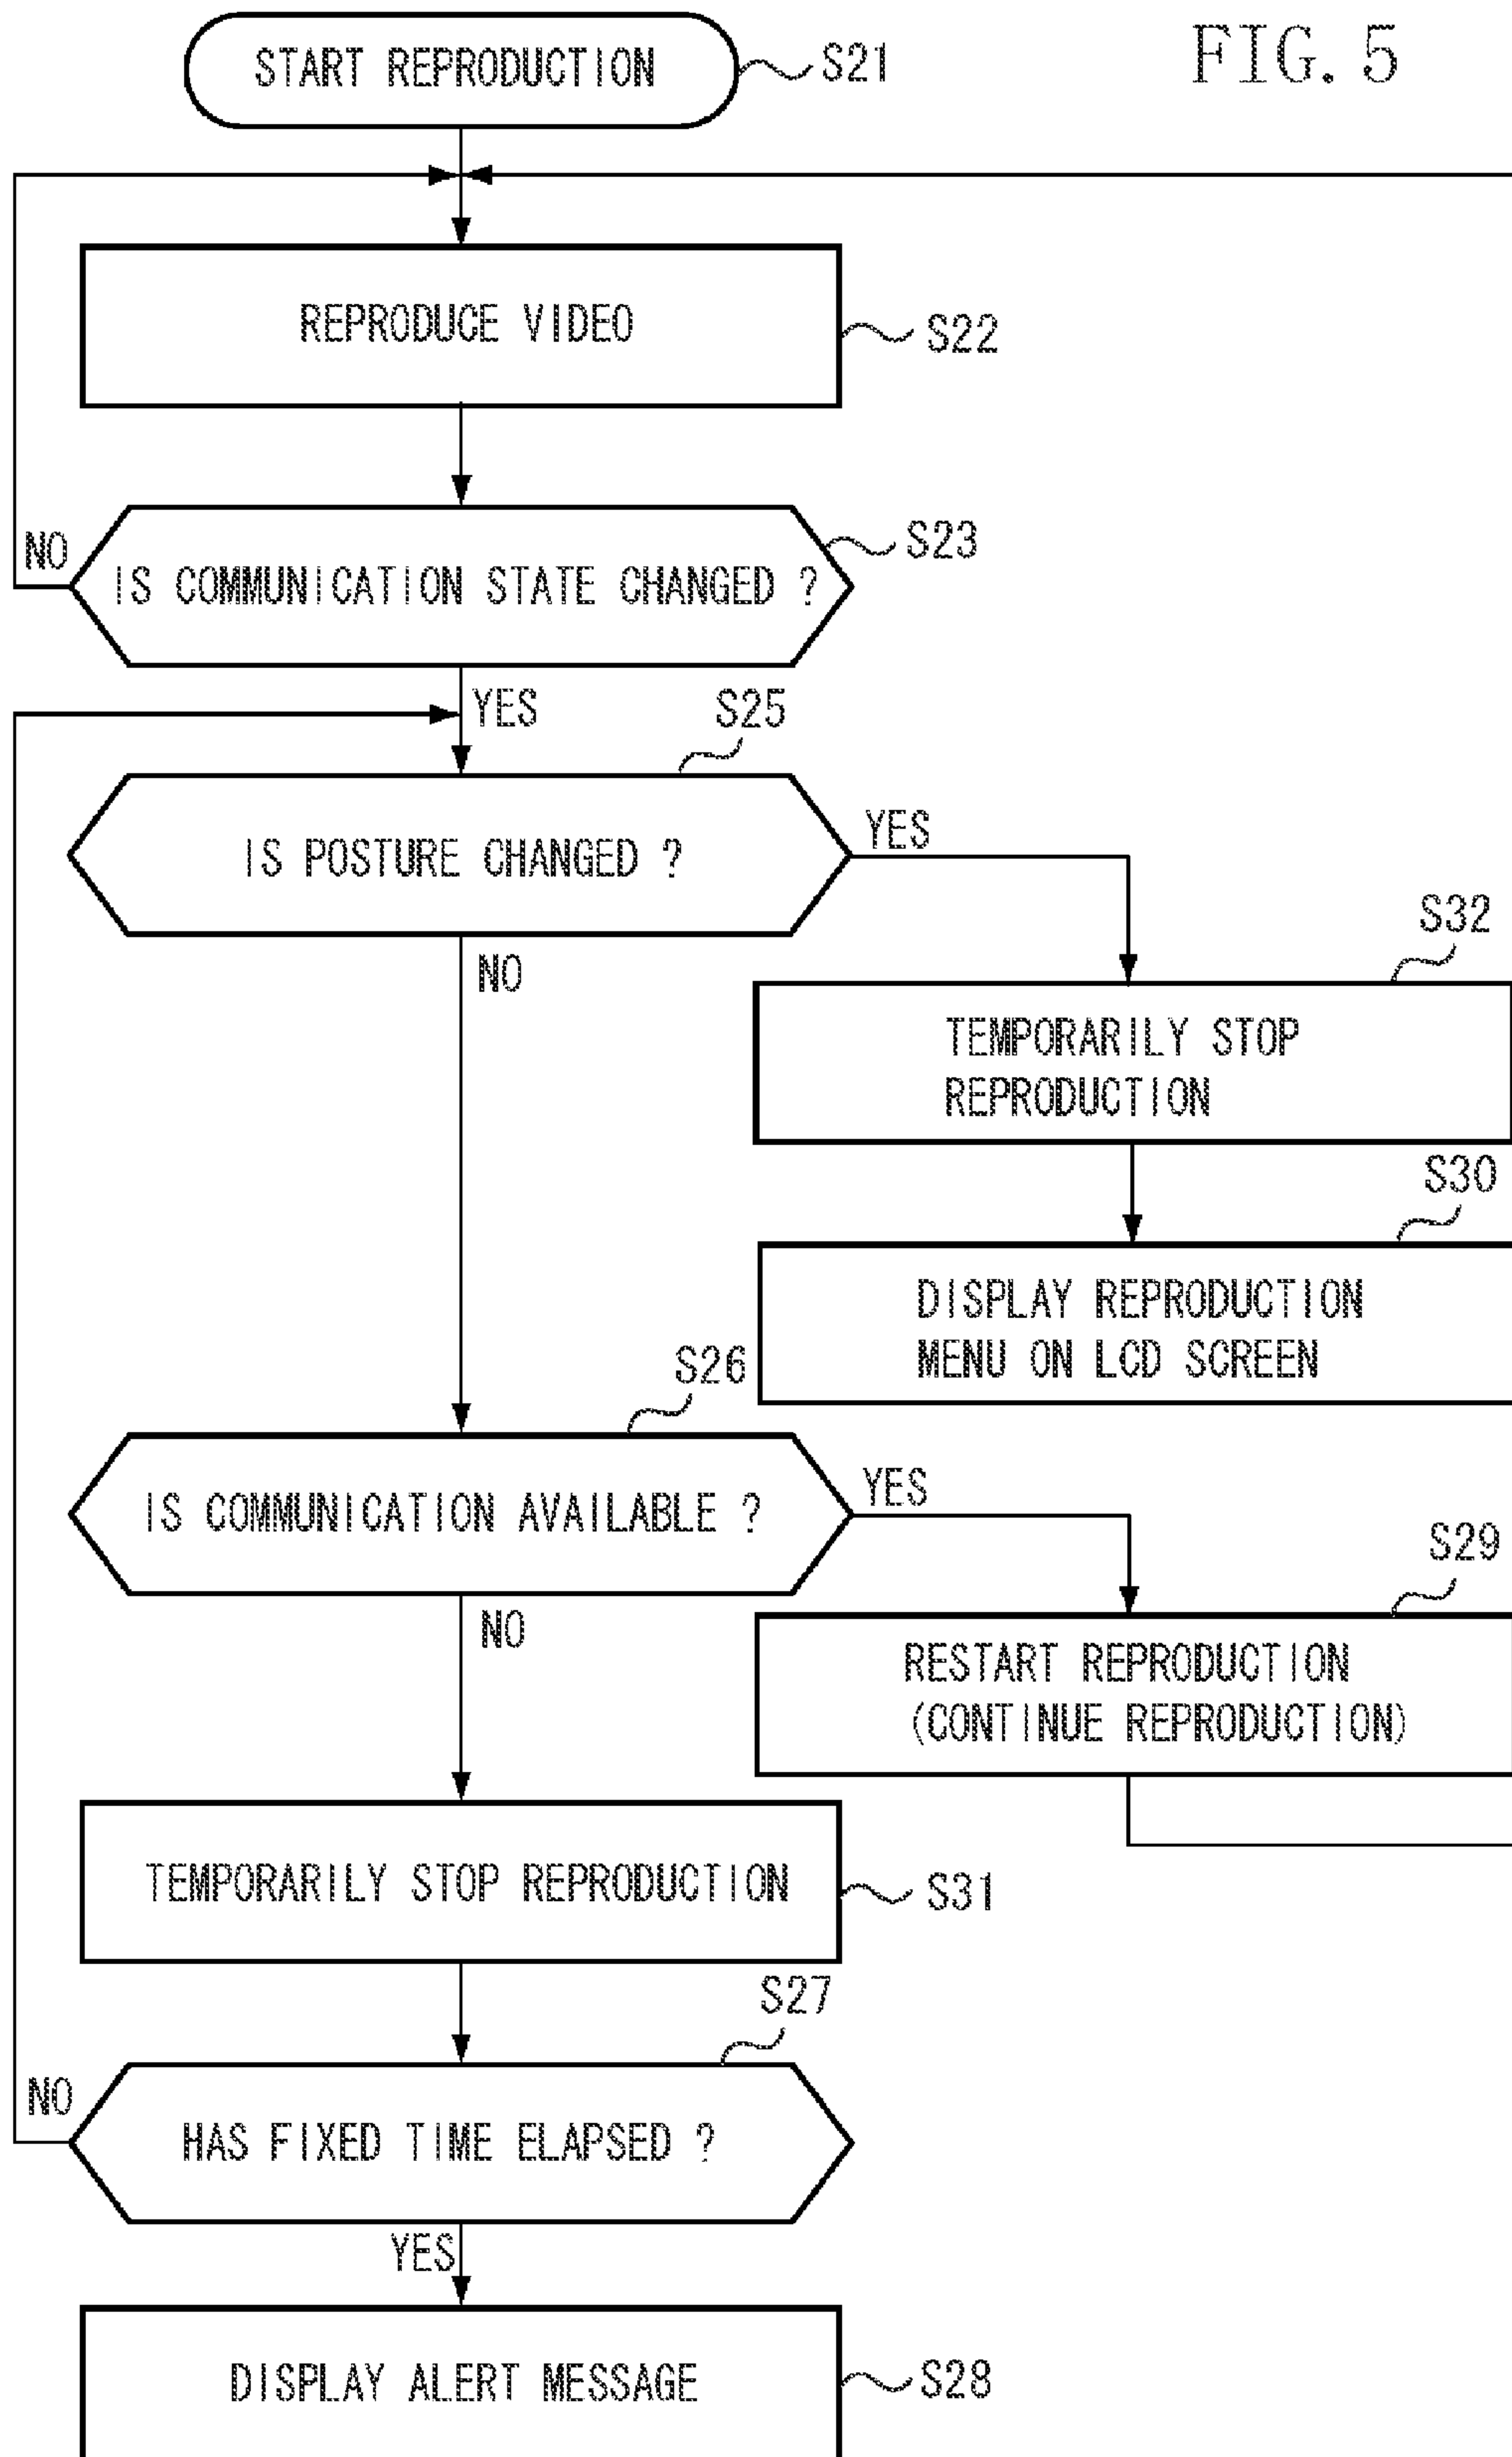 FIG. 5
START REPRODUCTION
S21
REPRODUCE VIDEO
S22
S23
NO
IS COMMUNICATION STATE CHANGED ?
YES
S25
IS POSTURE CHANGED ?
YES
NO
S32
TEMPORARILY STOP
REPRODUCTION
S30
DISPLAY REPRODUCTION
MENU ON LCD SCREEN
S26
IS COMMUNICATION AVAILABLE ?
YES
NO
S29
RESTART REPRODUCTION
(CONTINUE REPRODUCTION)
TEMPORARILY STOP REPRODUCTION
S31
S27
NO
HAS FIXED TIME ELAPSED ?
YES
DISPLAY ALERT MESSAGE
S28